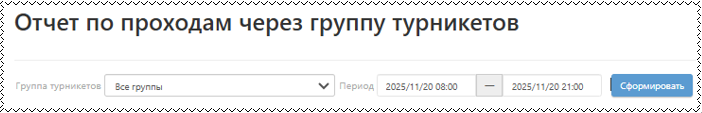 Отчет по проходам через группу турникетов
Группа турникетов Все группы Период 2025/11/20 08:00 — 2025/11/20 21:00 Сформировать